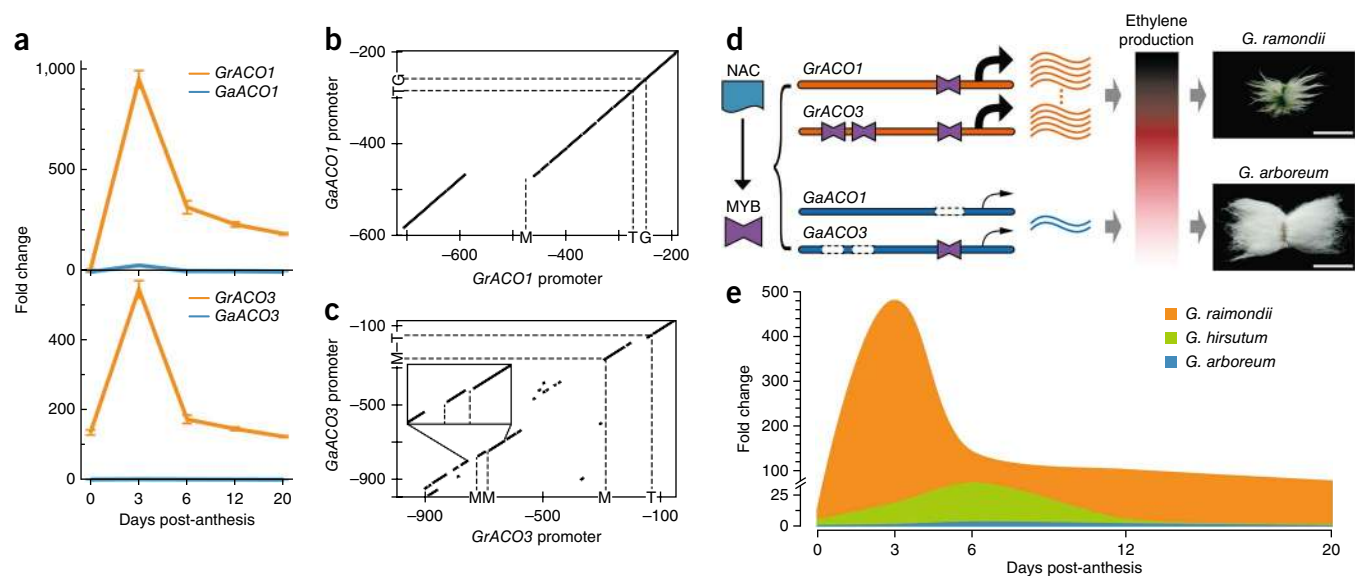 a
1,000
500
0
400
200
0
GrACO1
GaACO1
GrACO3
GaACO3
Fold change
0 3 6 12 20
Days post-anthesis
b
–200
–400
–600
G
T
GaACO1 promoter
M T G
–600 –400 –200
GrACO1 promoter
c
–100
–500
–900
T
M
GaACO3 promoter
M M M T
–900 –500 –100
GrACO3 promoter
d
NAC
MYB
GrACO1
GrACO3
GaACO1
GaACO3
Ethylene
production
G. ramondii
G. arboreum
e
500
400
300
200
100
25
0
Fold change
G. raimondii
G. hirsutum
G. arboreum
0 3 6 12 20
Days post-anthesis